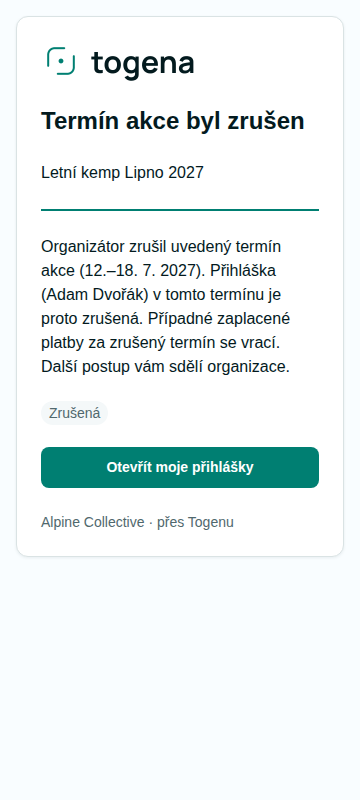 togena
Termín akce byl zrušen
Letní kemp Lipno 2027
Organizátor zrušil uvedený termín
akce (12.–18. 7. 2027). Přihláška
(Adam Dvořák) v tomto termínu je
proto zrušená. Případné zaplacené
platby za zrušený termín se vrací.
Další postup vám sdělí organizace.
Zrušená
Otevřít moje přihlášky
Alpine Collective · přes Togenu